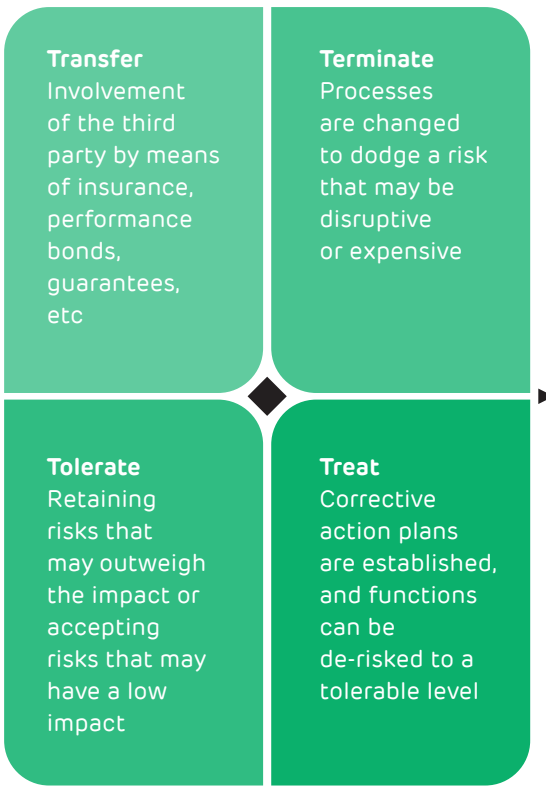 Transfer
Involvement
of the third
party by means
of insurance,
performance
bonds,
guarantees,
etc
Terminate
Processes
are changed
to dodge a risk
that may be
disruptive
or expensive
Tolerate
Retaining
risks that
may outweigh
the impact or
accepting
risks that may
have a low
impact
Treat
Corrective
action plans
are established,
and functions
can be
de-risked to a
tolerable level